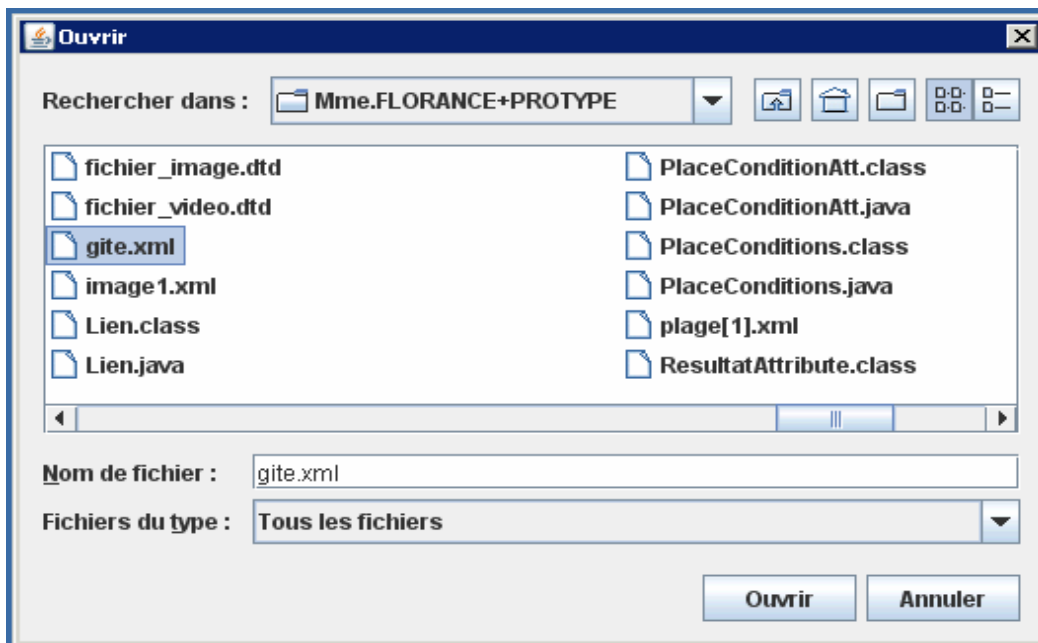 Ouvrir
Rechercher dans :
Mme.FLORANCE+PROTYPE
fichier_image.dtd
fichier_video.dtd
gite.xml
image1.xml
Lien.class
Lien.java
PlaceConditionAtt.class
PlaceConditionAtt.java
PlaceConditions.class
PlaceConditions.java
plage[1].xml
ResultatAttribute.class
Nom de fichier : gite.xml
Fichiers du type : Tous les fichiers
Ouvrir Annuler